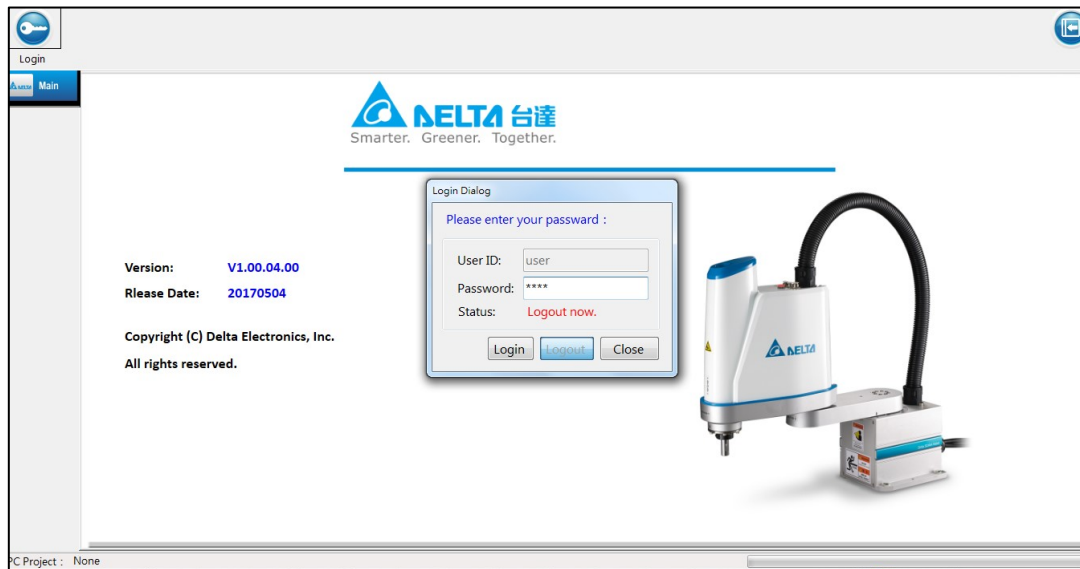 Login
DELTA Main
DELTA 台達
Smarter. Greener. Together.
Login Dialog
Please enter your passward :
User ID: user
Password: ****
Status: Logout now.
Login Logout Close
Version: V1.00.04.00
Rlease Date: 20170504
Copyright (C) Delta Electronics, Inc.
All rights reserved.
DELTA
PC Project : None